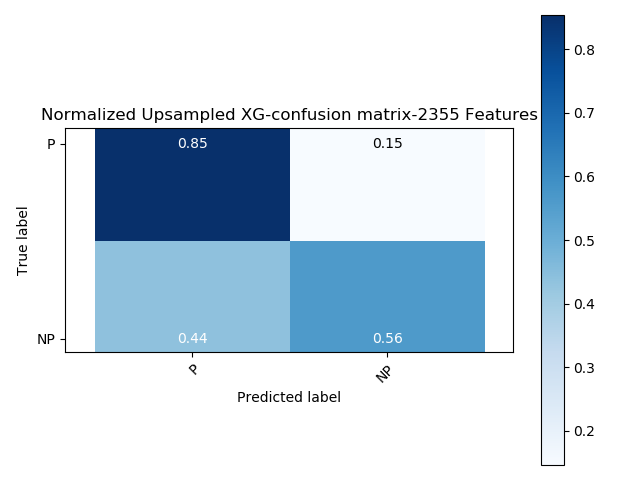 Normalized Upsampled XG-confusion matrix-2355 Features
P
0.85 0.15
NP
0.44 0.56
True label
P NP
Predicted label
0.8
0.7
0.6
0.5
0.4
0.3
0.2